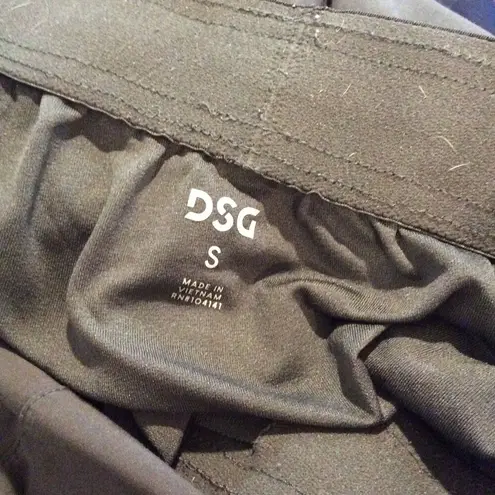 DSG
S
MADE IN
VIETNAM
RN#104141